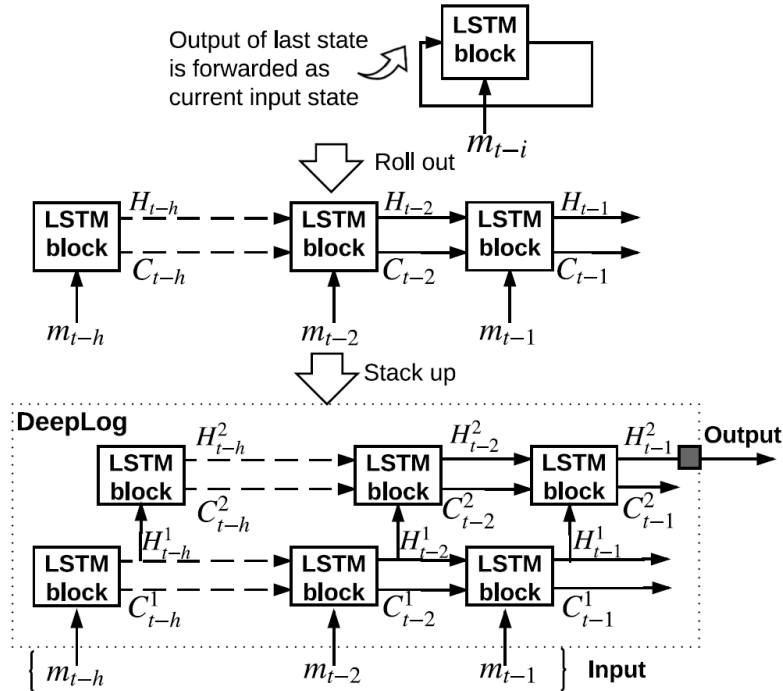 LSTM
block
Output of last state
is forwarded as
current input state
m_{t-i}
Roll out
H_{t-h} H_{t-2} H_{t-1}
LSTM LSTM LSTM
block block block
C_{t-h} C_{t-2} C_{t-1}
m_{t-h} m_{t-2} m_{t-1}
Stack up
DeepLog
H^2_{t-h} H^2_{t-2} H^2_{t-1} Output
LSTM LSTM LSTM
block block block
C^2_{t-h} C^2_{t-2} C^2_{t-1}
H^1_{t-h} H^1_{t-2} H^1_{t-1}
LSTM LSTM LSTM
block block block
C^1_{t-h} C^1_{t-2} C^1_{t-1}
{ m_{t-h} m_{t-2} m_{t-1} } Input